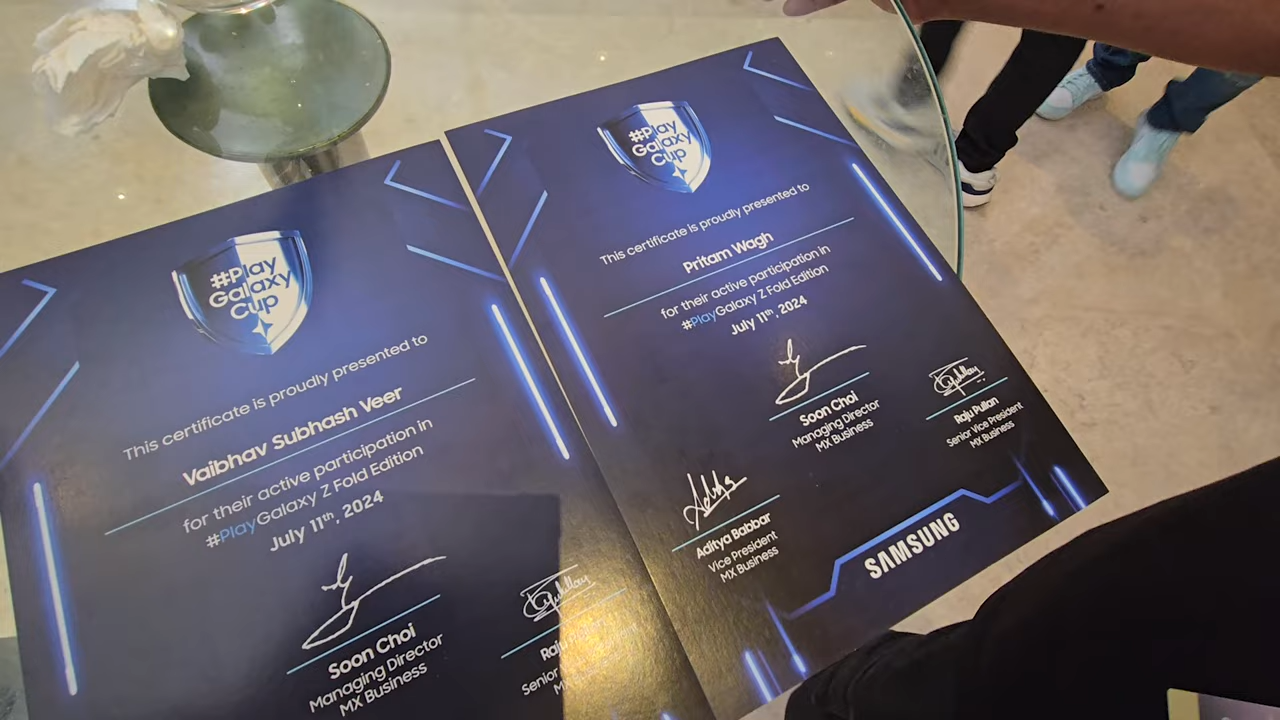 #Play
Galaxy
Cup
This certificate is proudly presented to
Vaibhav Subhash Veer
for their active participation in
#PlayGalaxy Z Fold Edition
July 11th, 2024
Soon Choi
Managing Director
MX Business
Raju
Senior
#Play
Galaxy
Cup
This certificate is proudly presented to
Pritam Wagh
for their active participation in
#PlayGalaxy Z Fold Edition
July 11th, 2024
Soon Choi
Managing Director
MX Business
Raju Pullan
Senior Vice President
MX Business
Aditya Babbar
Vice President
MX Business
SAMSUNG